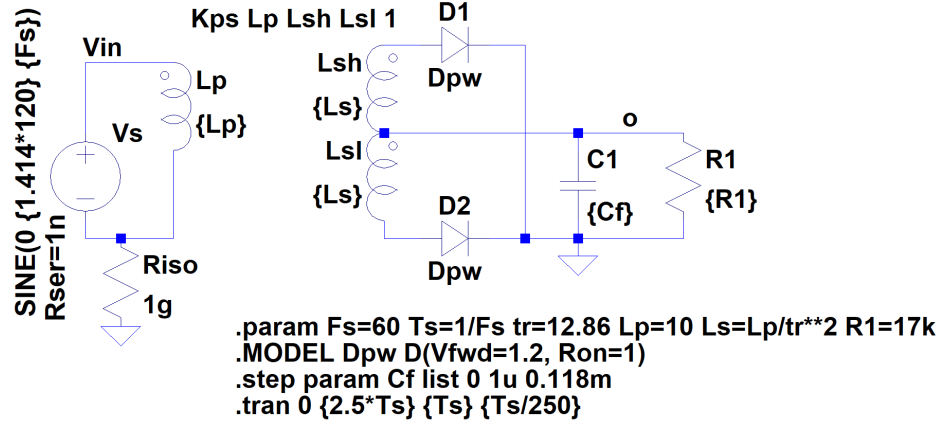 Kps Lp Lsh Lsl 1
D1
Dpw
Vin
Lp
{Lp}
Vs
SINE(0 {1.414*120} {Fs})
Rser=1n
Riso
1g
Lsh
{Ls}
Lsl
{Ls}
D2
Dpw
o
C1
{Cf}
R1
{R1}
.param Fs=60 Ts=1/Fs tr=12.86 Lp=10 Ls=Lp/tr**2 R1=17k
.MODEL Dpw D(Vfwd=1.2, Ron=1)
.step param Cf list 0 1u 0.118m
.tran 0 {2.5*Ts} {Ts} {Ts/250}